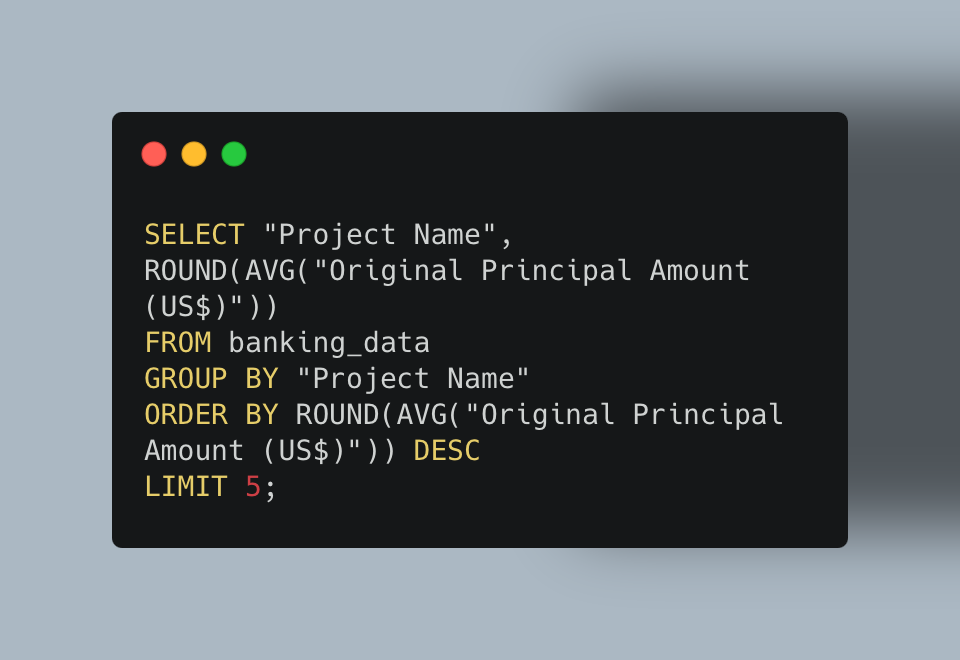 SELECT "Project Name",
ROUND(AVG("Original Principal Amount
(US$)"))
FROM banking_data
GROUP BY "Project Name"
ORDER BY ROUND(AVG("Original Principal
Amount (US$)")) DESC
LIMIT 5;